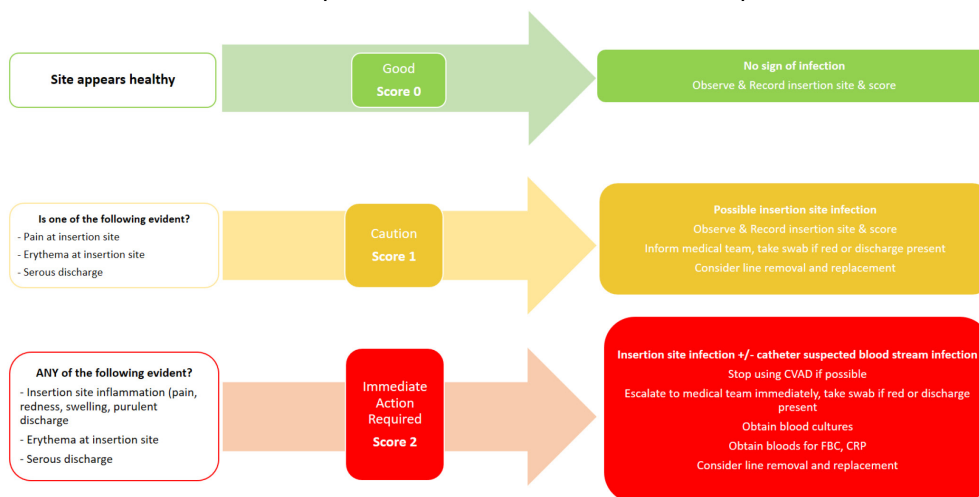 Site appears healthy
Good
Score 0
No sign of infection
Observe & Record insertion site & score
Is one of the following evident?
- Pain at insertion site
- Erythema at insertion site
- Serous discharge
Caution
Score 1
Possible insertion site infection
Observe & Record insertion site & score
Inform medical team, take swab if red or discharge present
Consider line removal and replacement
ANY of the following evident?
- Insertion site inflammation (pain,
redness, swelling, purulent
discharge
- Erythema at insertion site
- Serous discharge
Immediate
Action
Required
Score 2
Insertion site infection +/- catheter suspected blood stream infection
Stop using CVAD if possible
Escalate to medical team immediately, take swab if red or discharge
present
Obtain blood cultures
Obtain bloods for FBC, CRP
Consider line removal and replacement